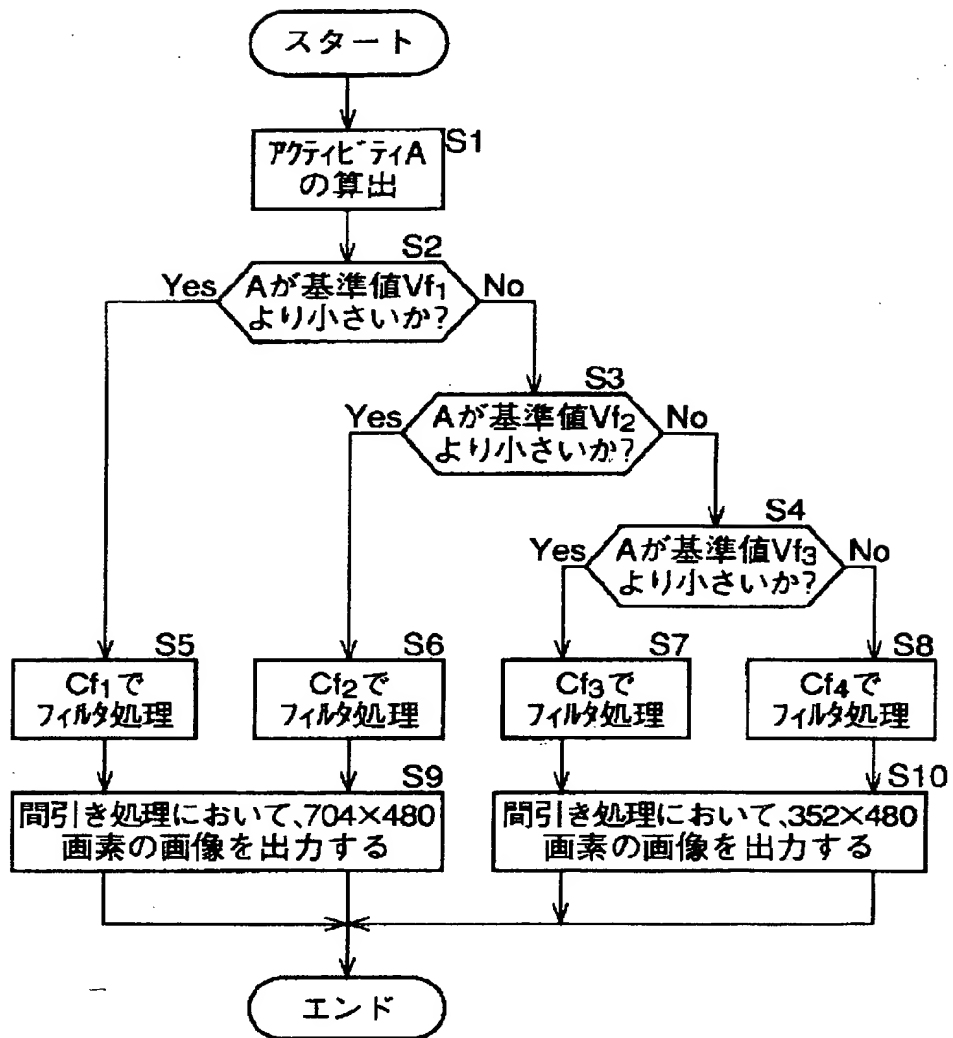 スタート
S1
アクティビティA
の算出
S2
Yes
Aが基準値Vf1
No
より小さいか?
S3
Yes
Aが基準値Vf2
No
より小さいか?
S4
Yes
Aが基準値Vf3
No
より小さいか?
S5
S6
S7
S8
Cf1で
フィルタ処理
Cf2で
フィルタ処理
Cf3で
フィルタ処理
Cf4で
フィルタ処理
S9
間引き処理において、704×480
画素の画像を出力する
S10
間引き処理において、352×480
画素の画像を出力する
エンド